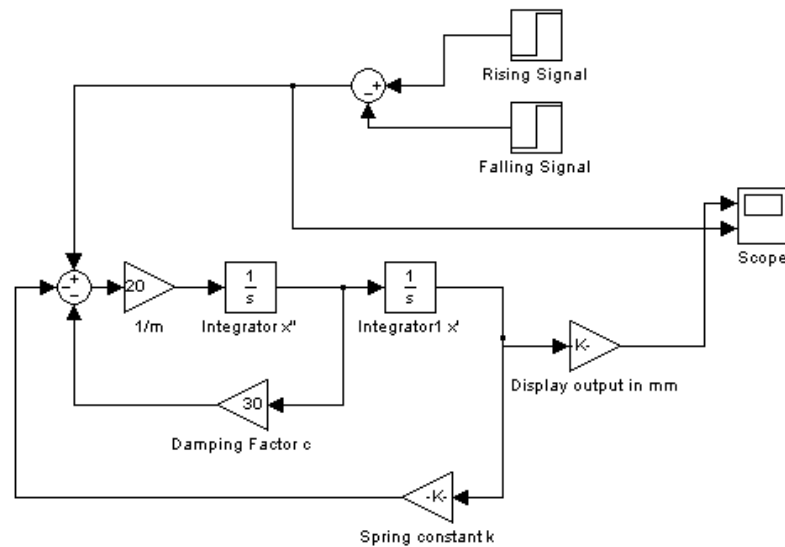 Rising Signal
- +
-
Falling Signal
Scope
+
-
-
20
1/m
1
s
Integrator x"
1
s
Integrator1 x'
K-
Display output in mm
30
Damping Factor c
-K-
Spring constant k